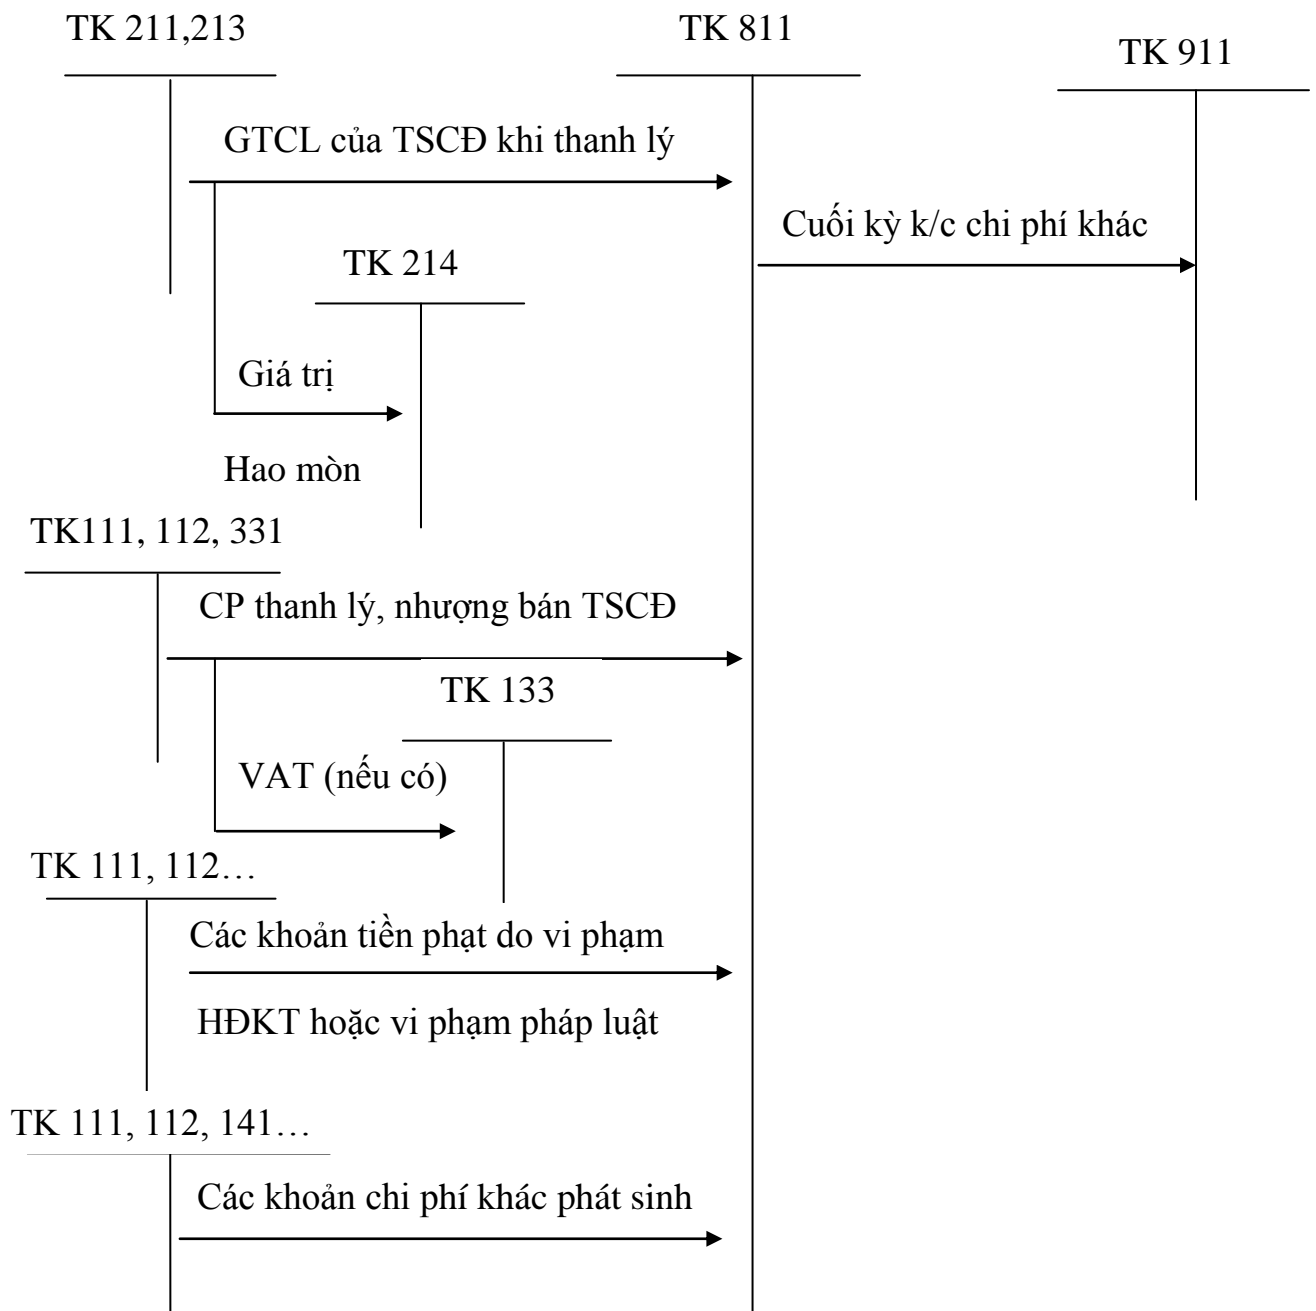 TK 211,213
TK 811
TK 911
GTCL của TSCĐ khi thanh lý
Cuối kỳ k/c chi phí khác
TK 214
Giá trị
Hao mòn
TK111, 112, 331
CP thanh lý, nhượng bán TSCĐ
TK 133
VAT (nếu có)
TK 111, 112…
Các khoản tiền phạt do vi phạm
HĐKT hoặc vi phạm pháp luật
TK 111, 112, 141…
Các khoản chi phí khác phát sinh